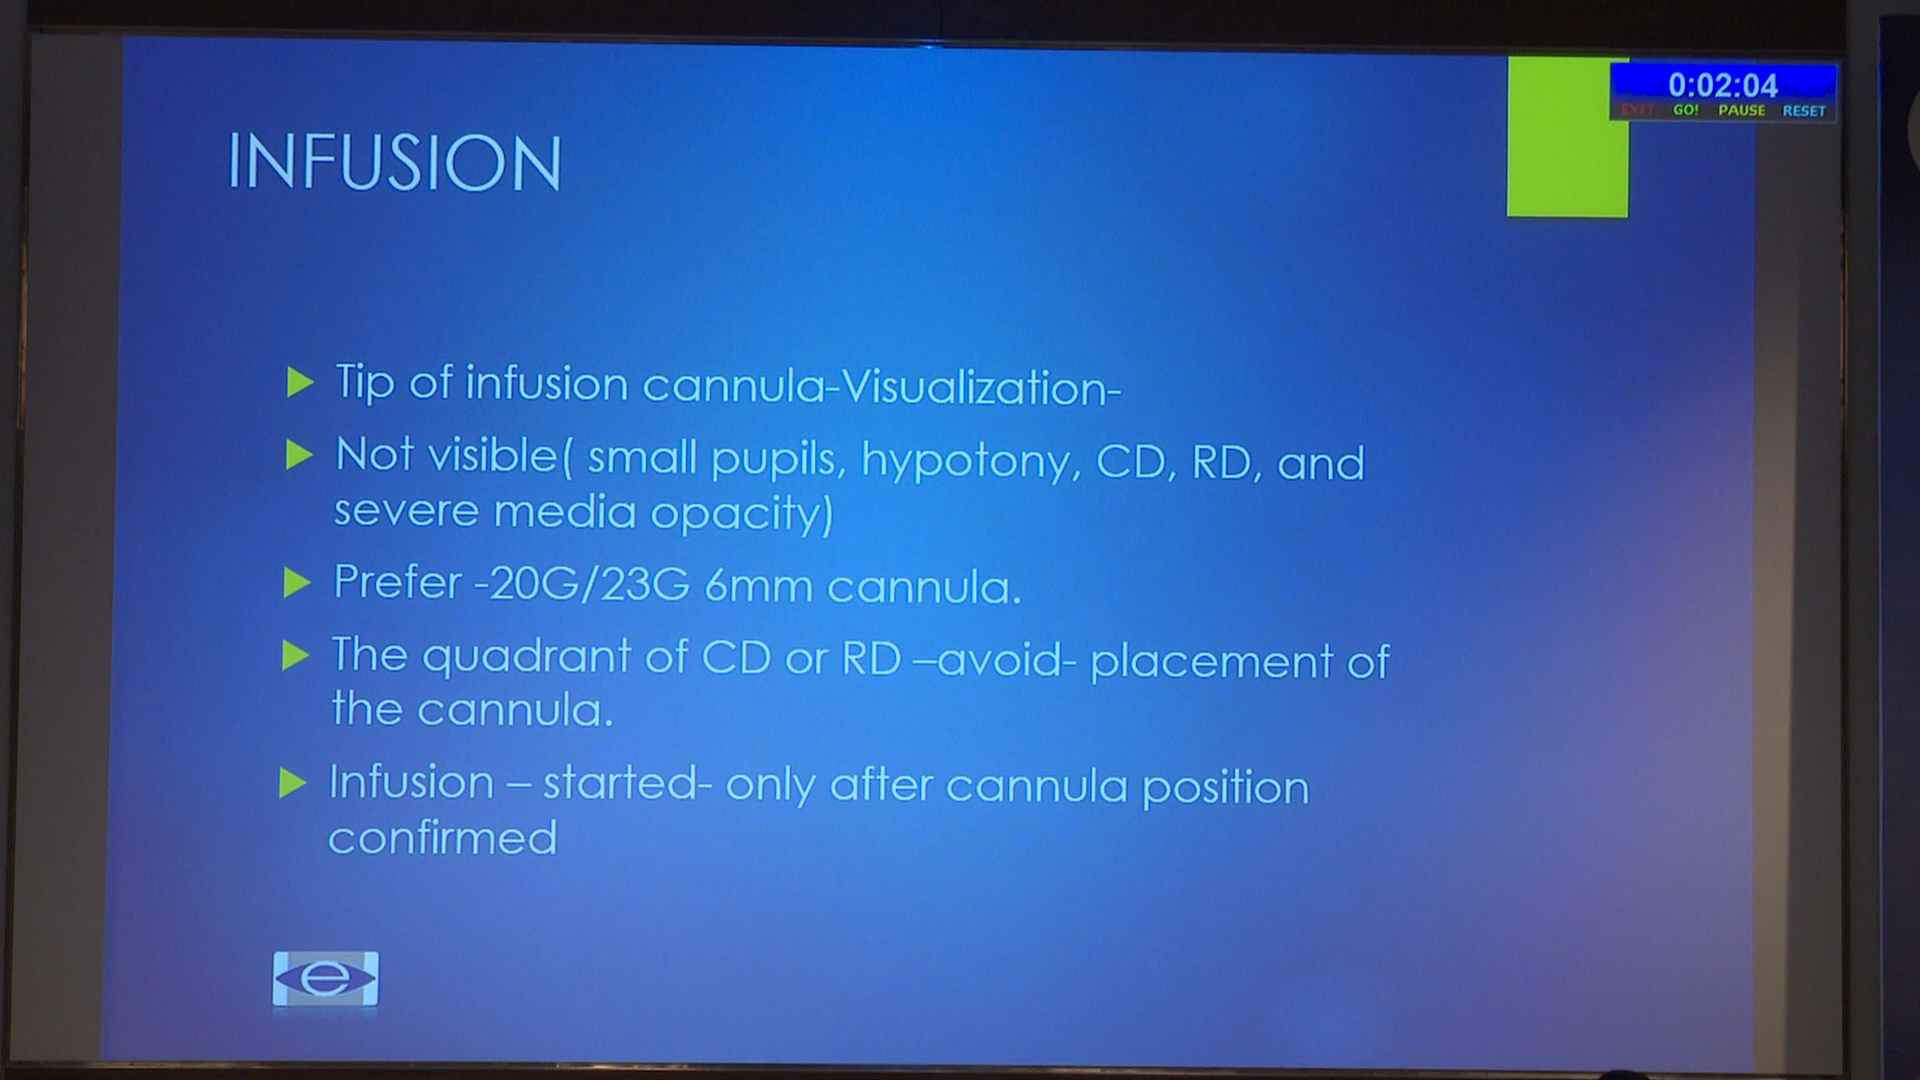 0:02:04
EXIT GO! PAUSE RESET
INFUSION
Tip of infusion cannula-Visualization-
Not visible( small pupils, hypotony, CD, RD, and
severe media opacity)
Prefer -20G/23G 6mm cannula.
The quadrant of CD or RD –avoid- placement of
the cannula.
Infusion – started- only after cannula position
confirmed
e